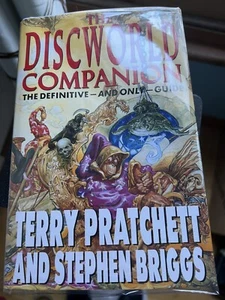 THE
DISCWORLD
COMPANION
THE DEFINITIVE – AND ONLY – GUIDE
TERRY PRATCHETT
AND STEPHEN BRIGGS